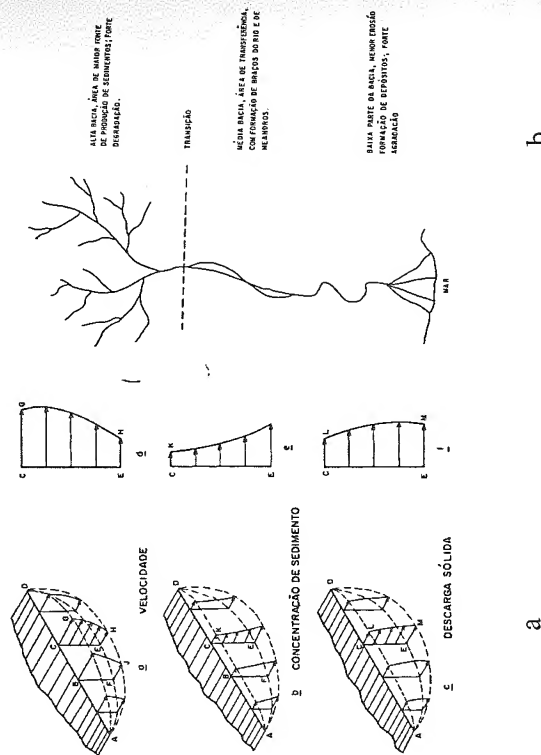 A
B
C
D
E
F
G
H
J
a
VELOCIDADE
A
B
C
D
E
F
K
b
CONCENTRAÇÃO DE SEDIMENTO
A
C
D
E
L
M
c
DESCARGA SÓLIDA
C
G
E
H
d
C
K
E
e
C
L
E
M
f
ALTA BACIA, ÁREA DE MAIOR FONTE
DE PRODUÇÃO DE SEDIMENTOS; FORTE
DEGRADAÇÃO.
TRANSIÇÃO
MÉDIA BACIA, ÁREA DE TRANSFERÊNCIA,
COM FORMAÇÃO DE BRAÇOS DO RIO E DE
MEANDROS.
BAIXA PARTE DA BACIA, MENOR EROSÃO
FORMAÇÃO DE DEPÓSITOS; FORTE
AGRADAÇÃO
MAR
a
b